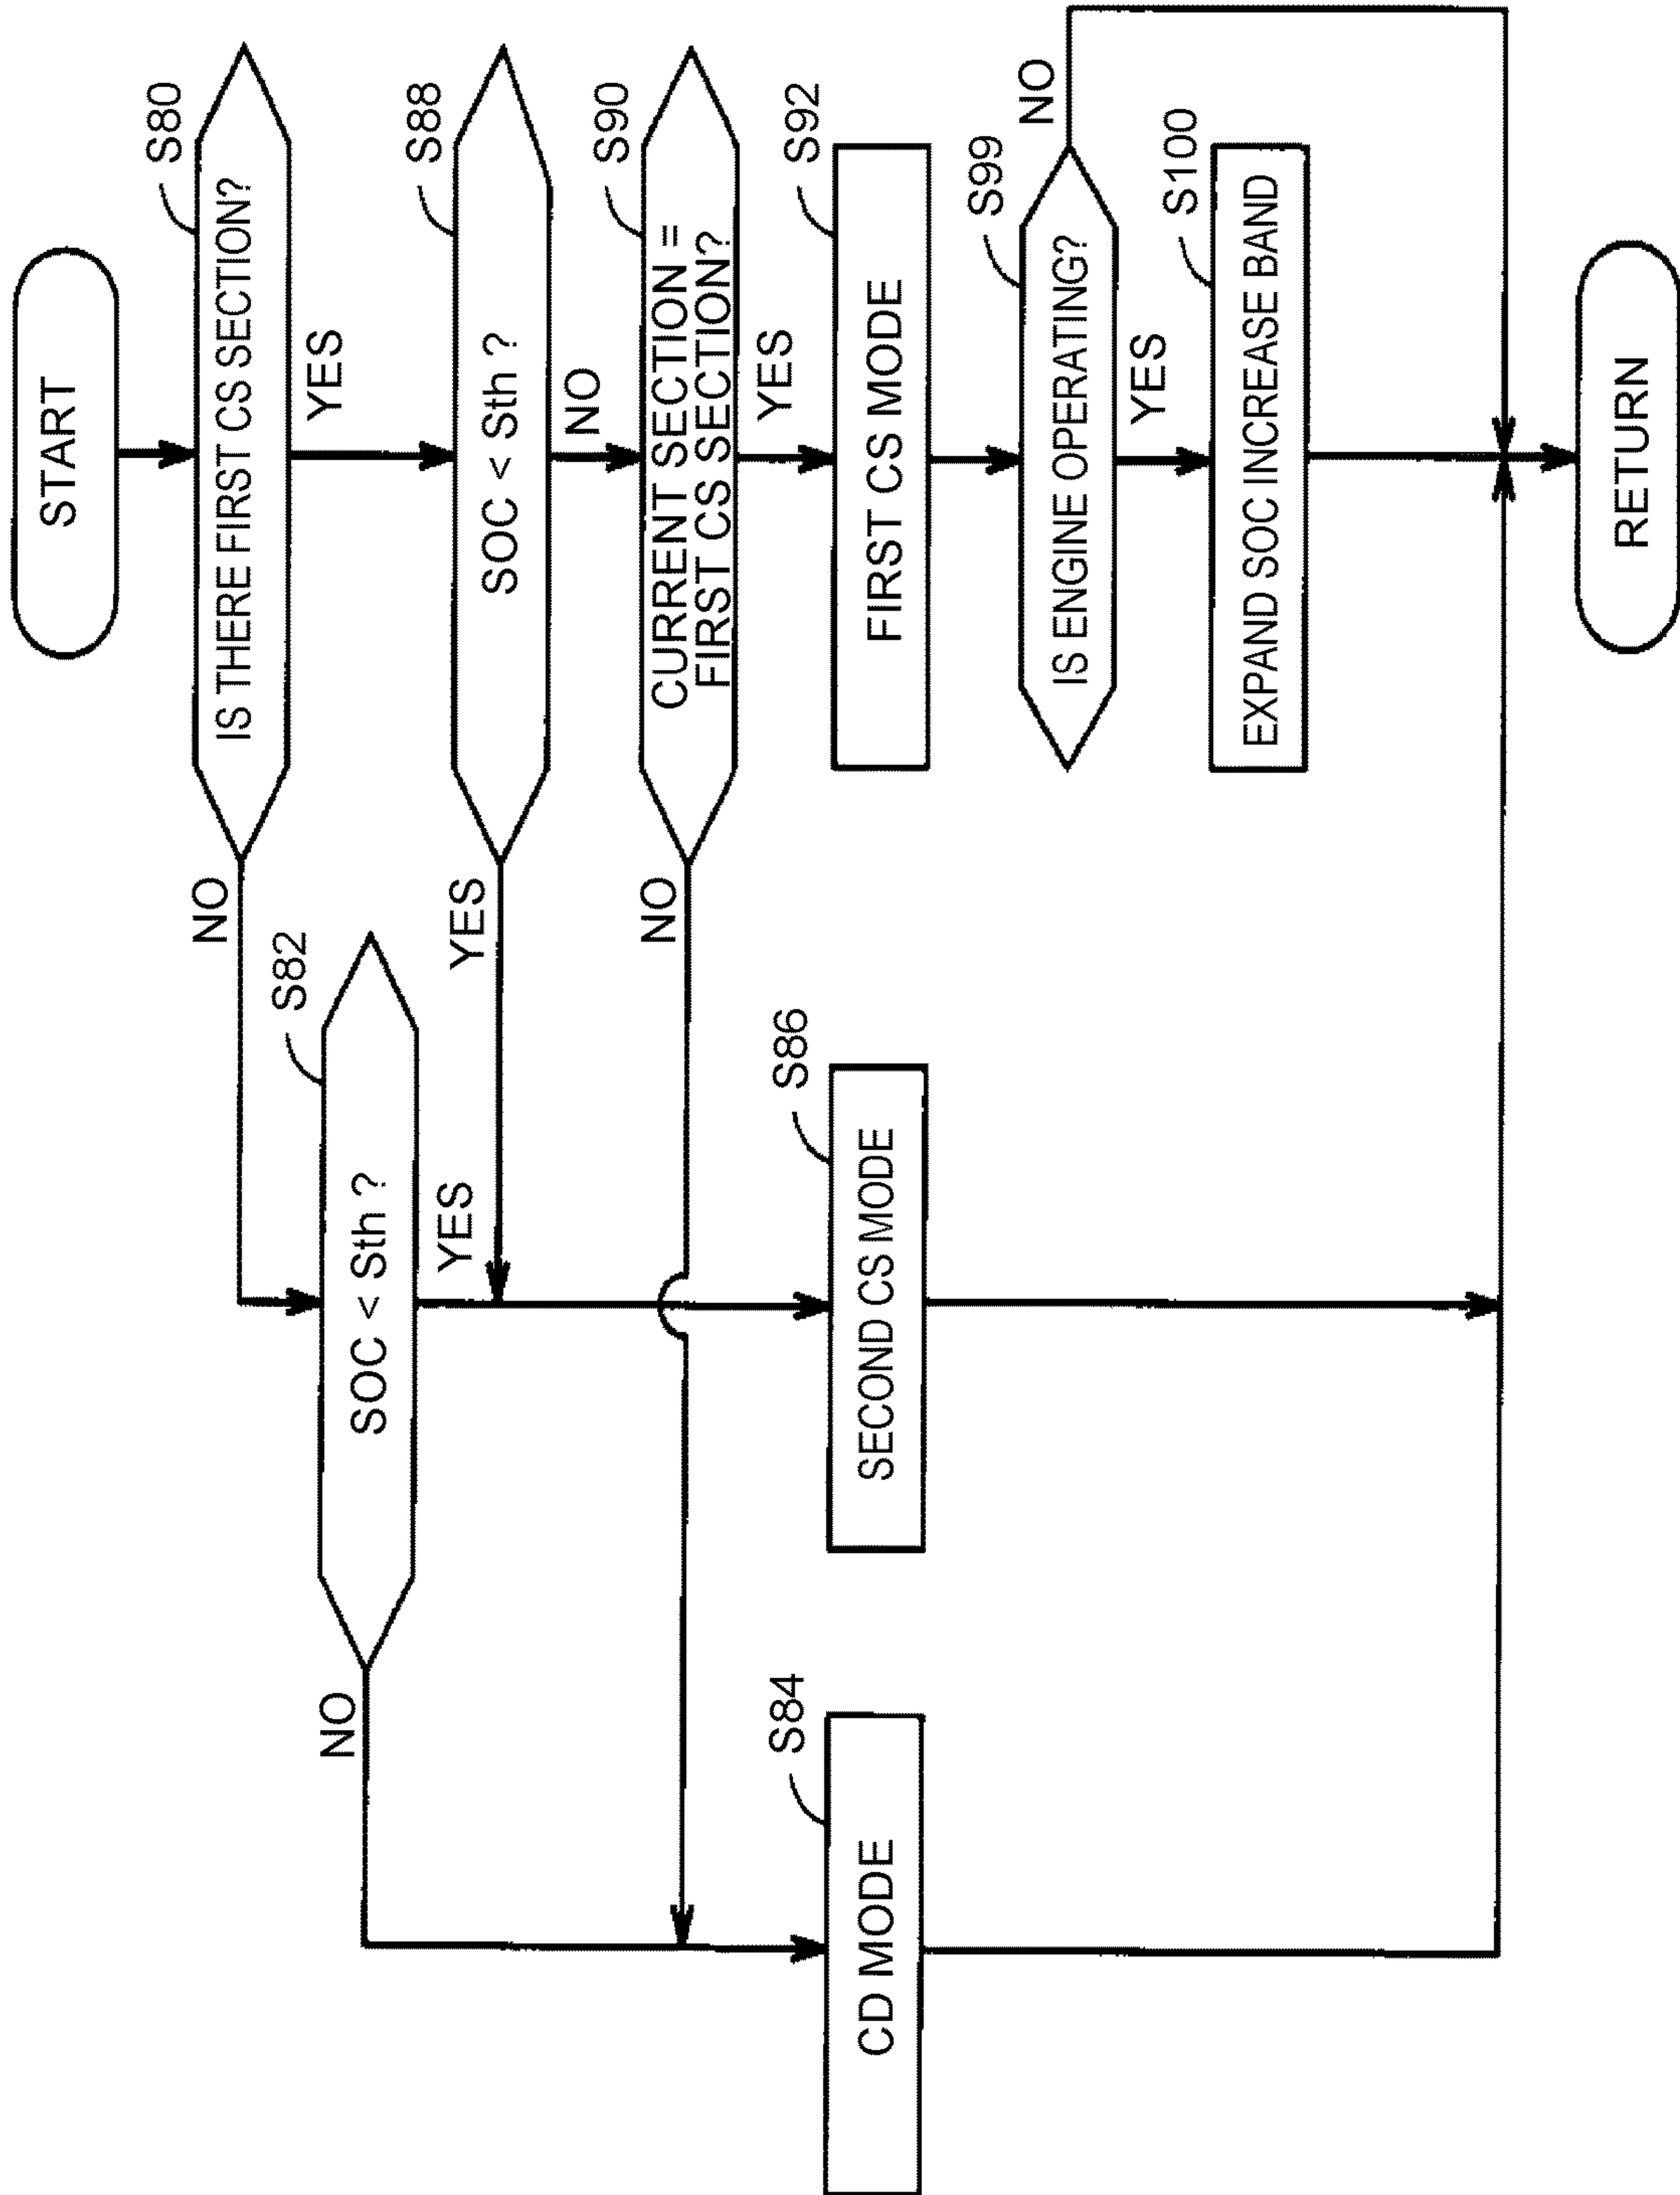 START
S80
IS THERE FIRST CS SECTION?
NO
YES
S82
SOC < Sth ?
NO
YES
S88
SOC < Sth ?
YES
NO
S90
CURRENT SECTION =
FIRST CS SECTION?
NO
YES
S84
CD MODE
S86
SECOND CS MODE
S92
FIRST CS MODE
S99
IS ENGINE OPERATING?
NO
YES
S100
EXPAND SOC INCREASE BAND
RETURN